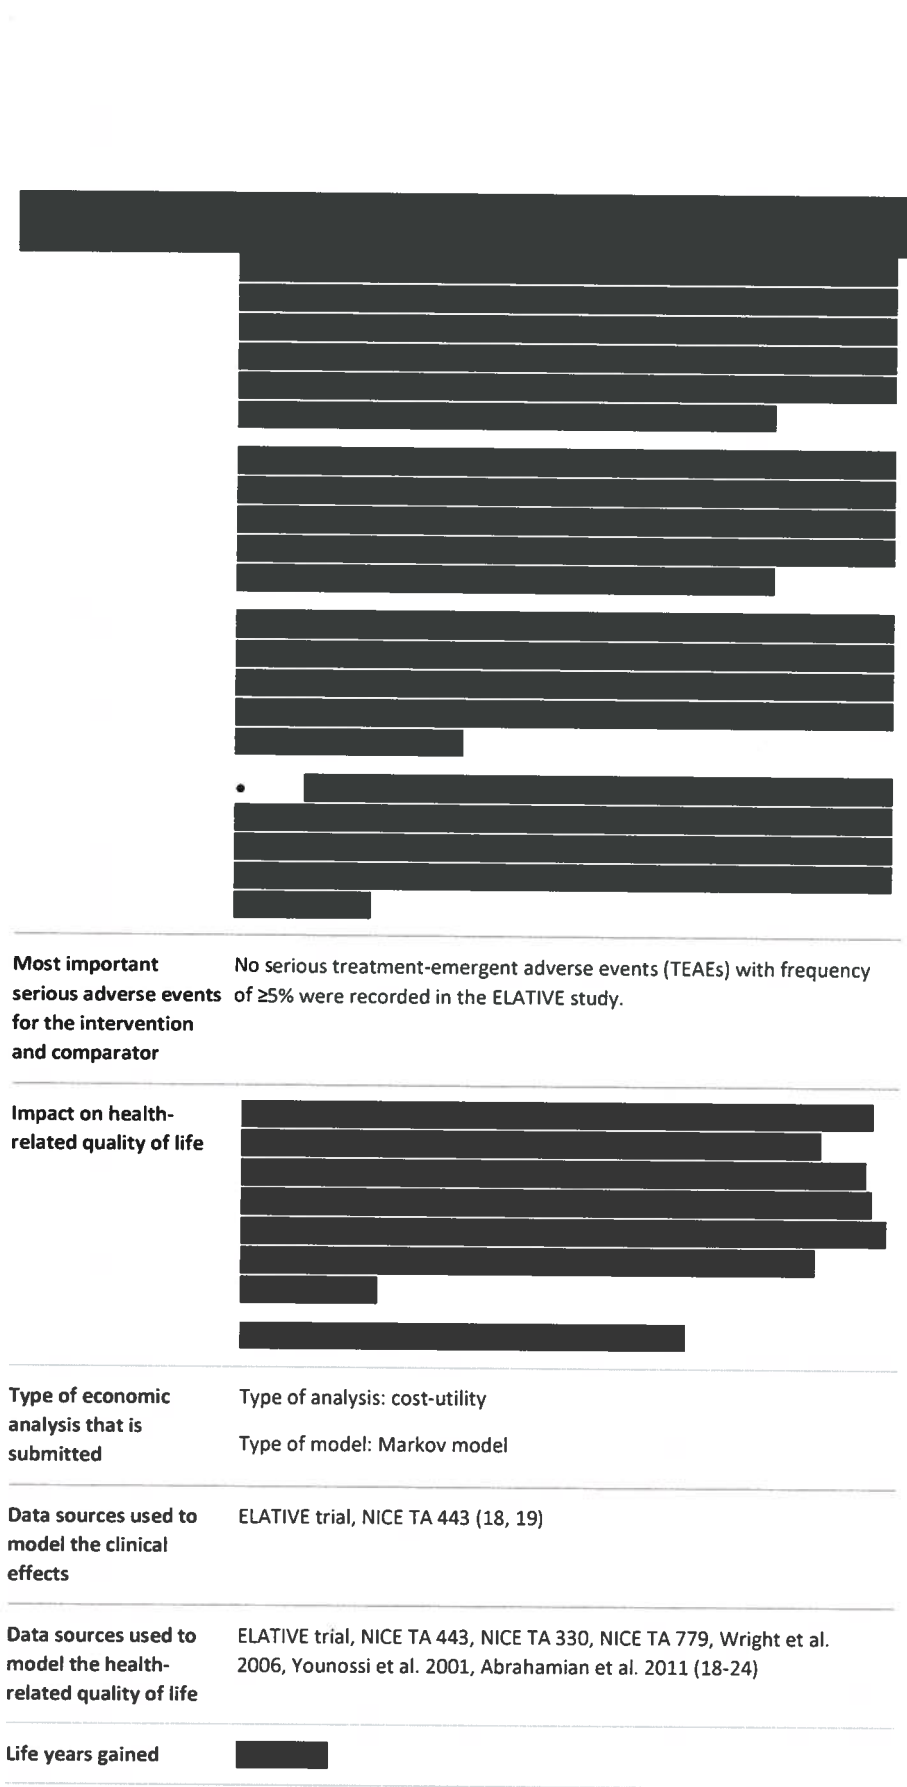 •
Most important
serious adverse events
for the intervention
and comparator
No serious treatment-emergent adverse events (TEAEs) with frequency
of ≥5% were recorded in the ELATIVE study.
Impact on health-
related quality of life
Type of economic
analysis that is
submitted
Type of analysis: cost-utility
Type of model: Markov model
Data sources used to
model the clinical
effects
ELATIVE trial, NICE TA 443 (18, 19)
Data sources used to
model the health-
related quality of life
ELATIVE trial, NICE TA 443, NICE TA 330, NICE TA 779, Wright et al.
2006, Younossi et al. 2001, Abrahamian et al. 2011 (18-24)
Life years gained